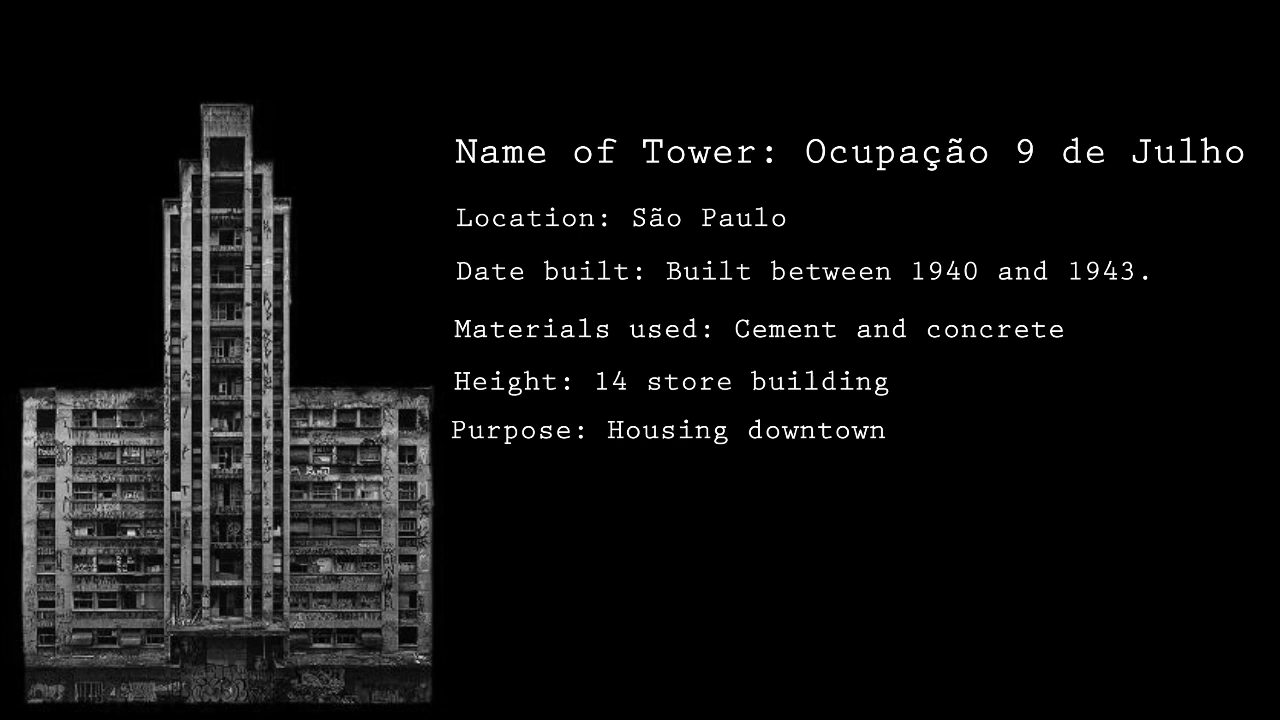 Name of Tower: Ocupação 9 de Julho
Location: São Paulo
Date built: Built between 1940 and 1943.
Materials used: Cement and concrete
Height: 14 store building
Purpose: Housing downtown